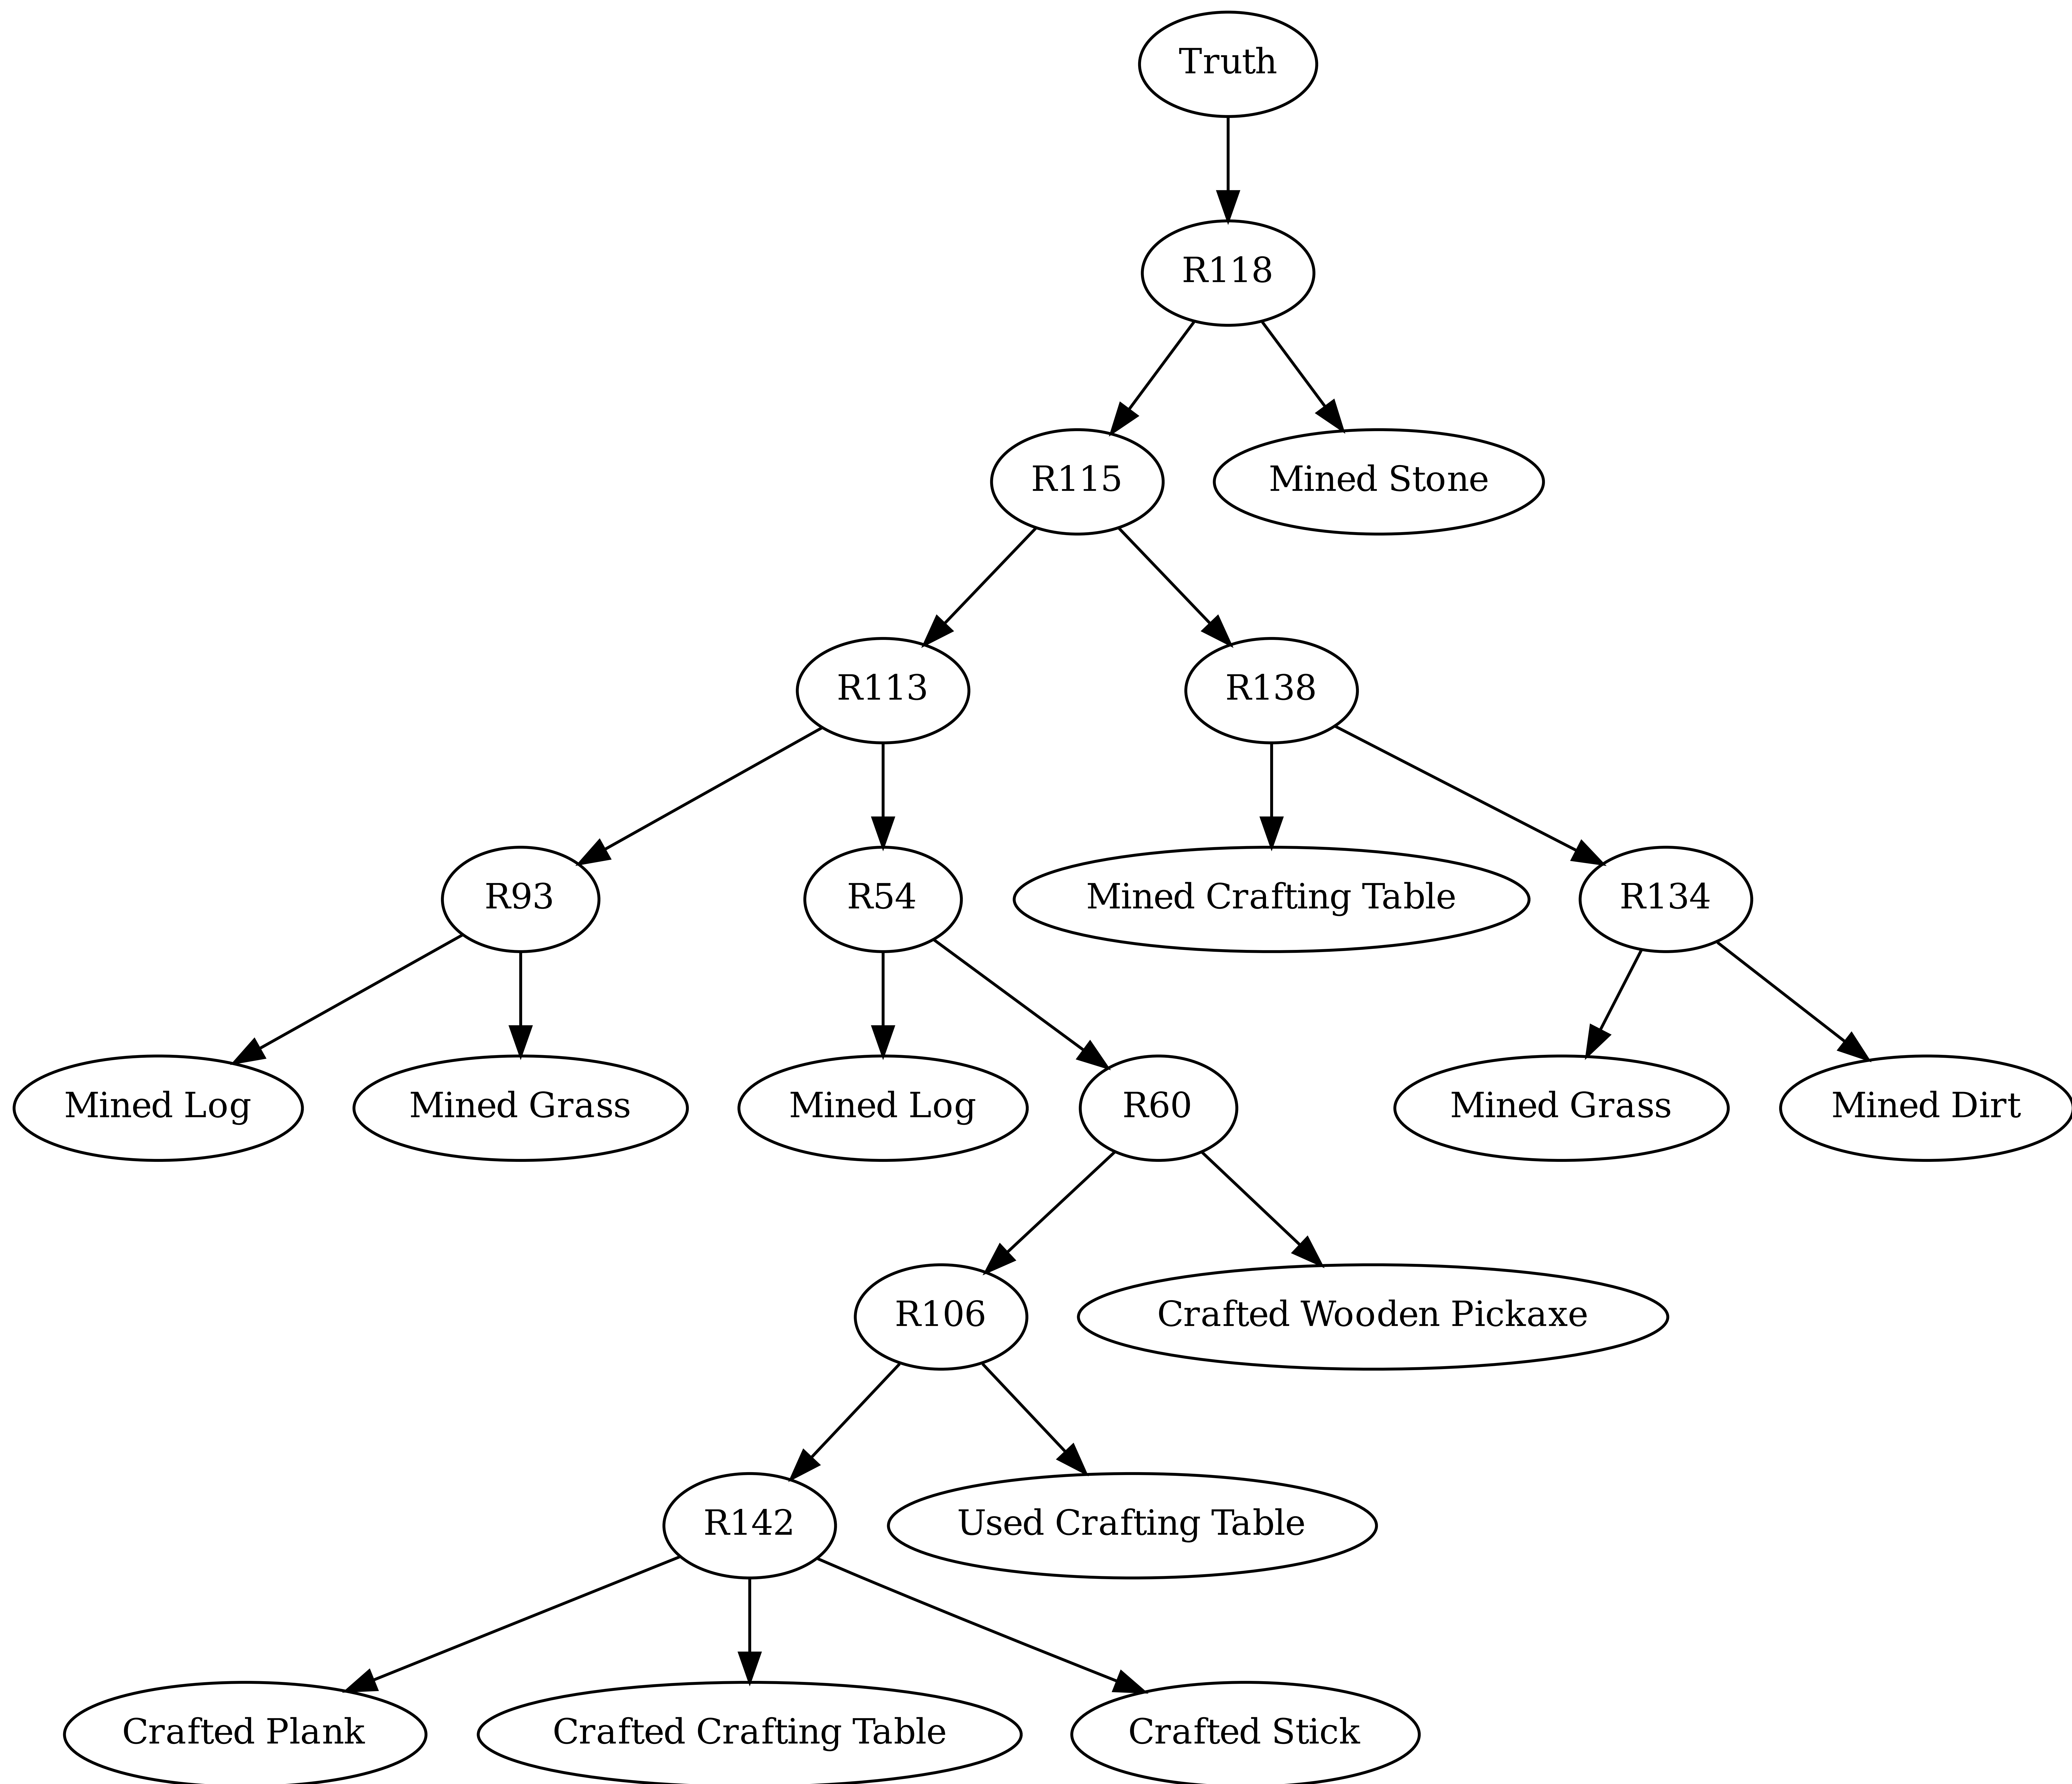 Truth
R118
R115
Mined Stone
R113
R138
R93
R54
Mined Crafting Table
R134
Mined Log
Mined Grass
Mined Log
R60
Mined Grass
Mined Dirt
R106
Crafted Wooden Pickaxe
R142
Used Crafting Table
Crafted Plank
Crafted Crafting Table
Crafted Stick